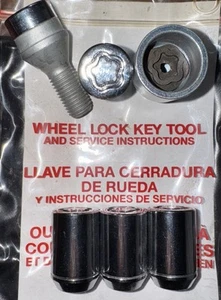 WHEEL LOCK KEY TOOL
AND SERVICE INSTRUCTIONS
LLAVE PARA CERRADURA
DE RUEDA
Y INSTRUCCIONES DE SERVICIO